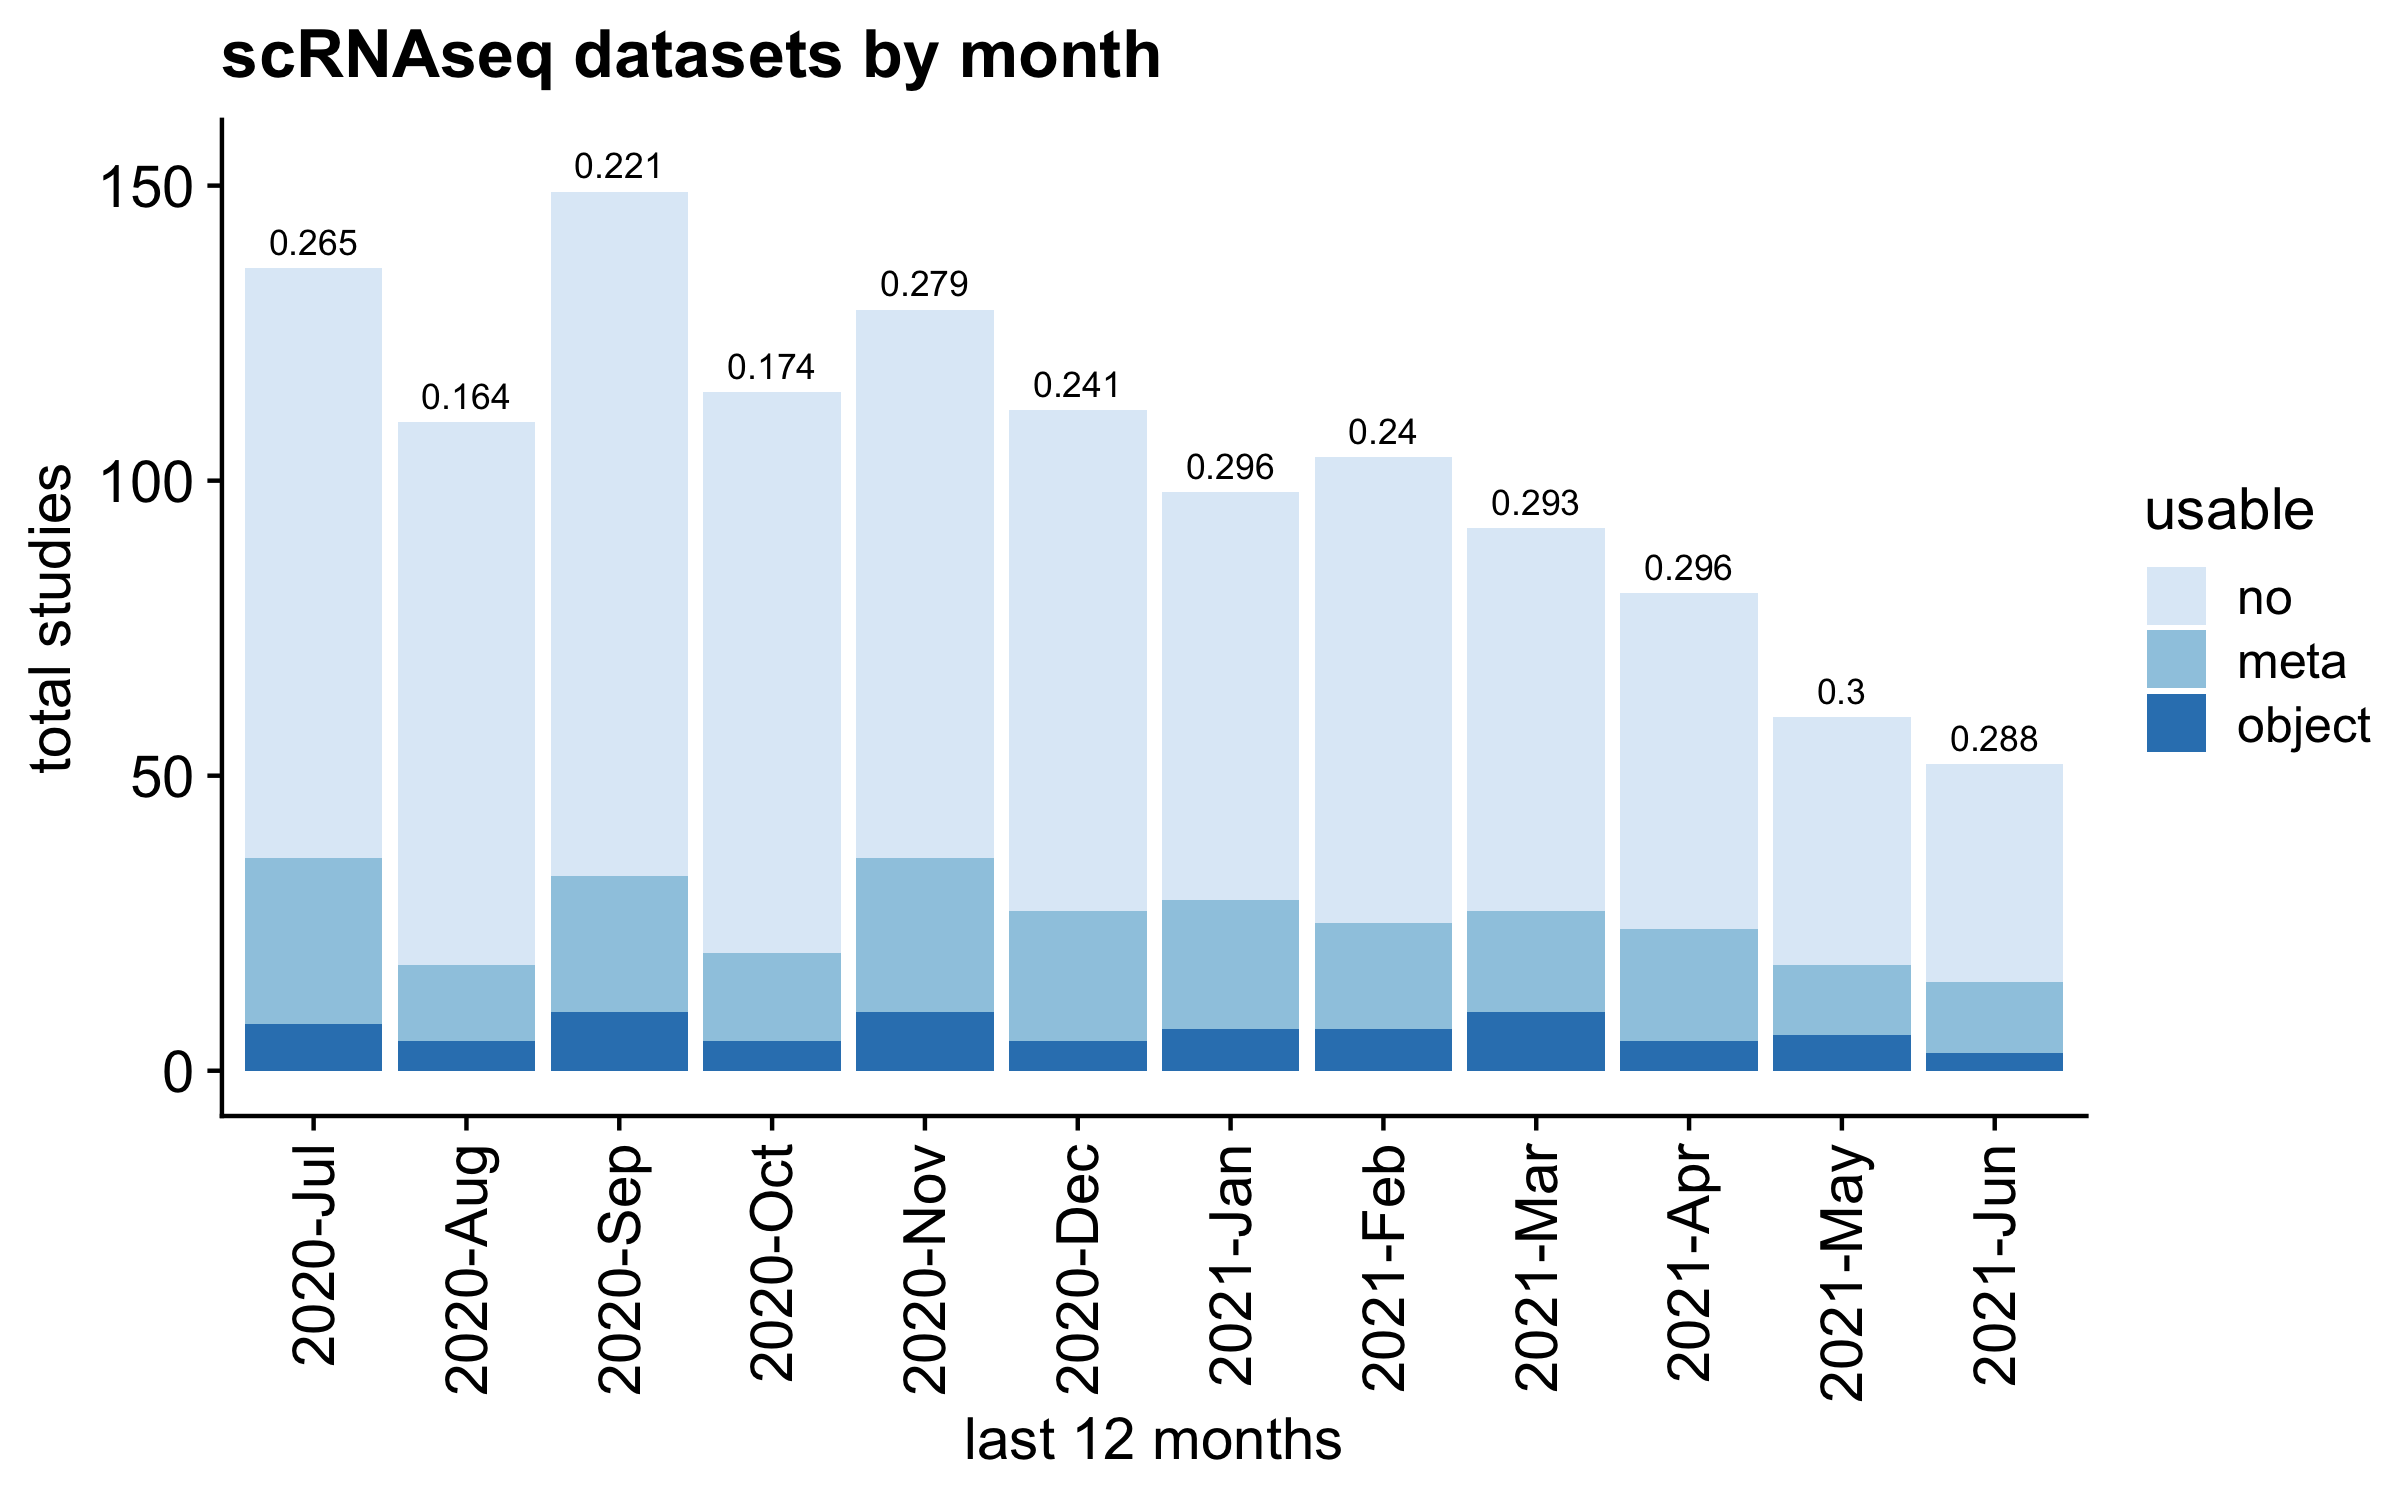 scRNAseq datasets by month
total studies
150
100
50
0
0.265
0.164
0.221
0.174
0.279
0.241
0.296
0.24
0.293
0.296
0.3
0.288
2020-Jul
2020-Aug
2020-Sep
2020-Oct
2020-Nov
2020-Dec
2021-Jan
2021-Feb
2021-Mar
2021-Apr
2021-May
2021-Jun
last 12 months
usable
no
meta
object